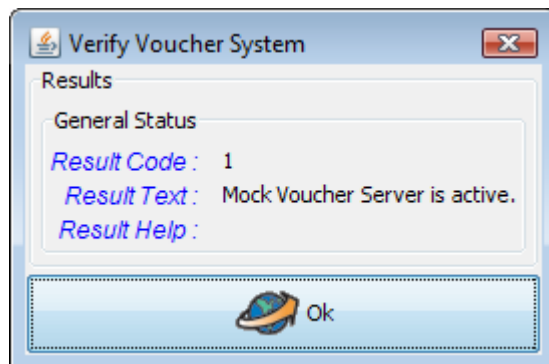 Verify Voucher System
Results
General Status
Result Code : 1
Result Text : Mock Voucher Server is active.
Result Help :
Ok